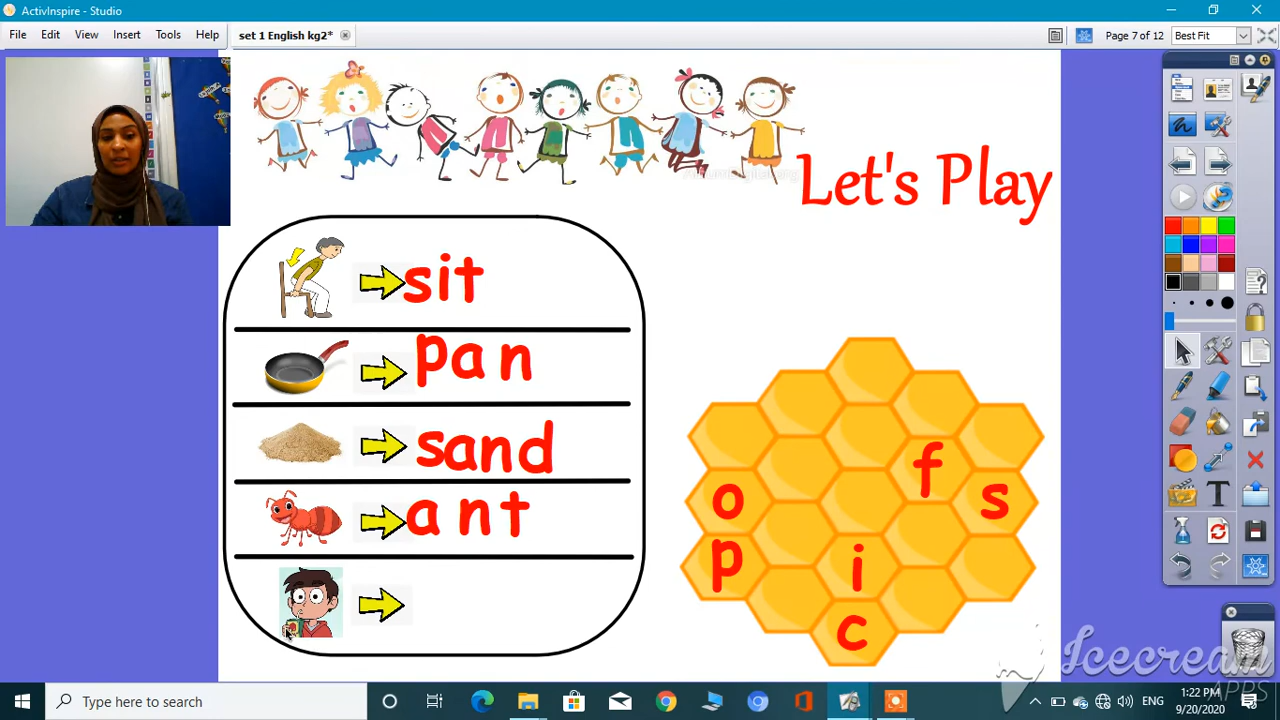 ActivInspire - Studio
File Edit View Insert Tools Help
set 1 English kg2*
Page 7 of 12
Best Fit
Let's Play
sit
pan
sand
ant
f
o
s
p
i
c
Icecream
APPS
Type here to search
ENG
1:22 PM
9/20/2020